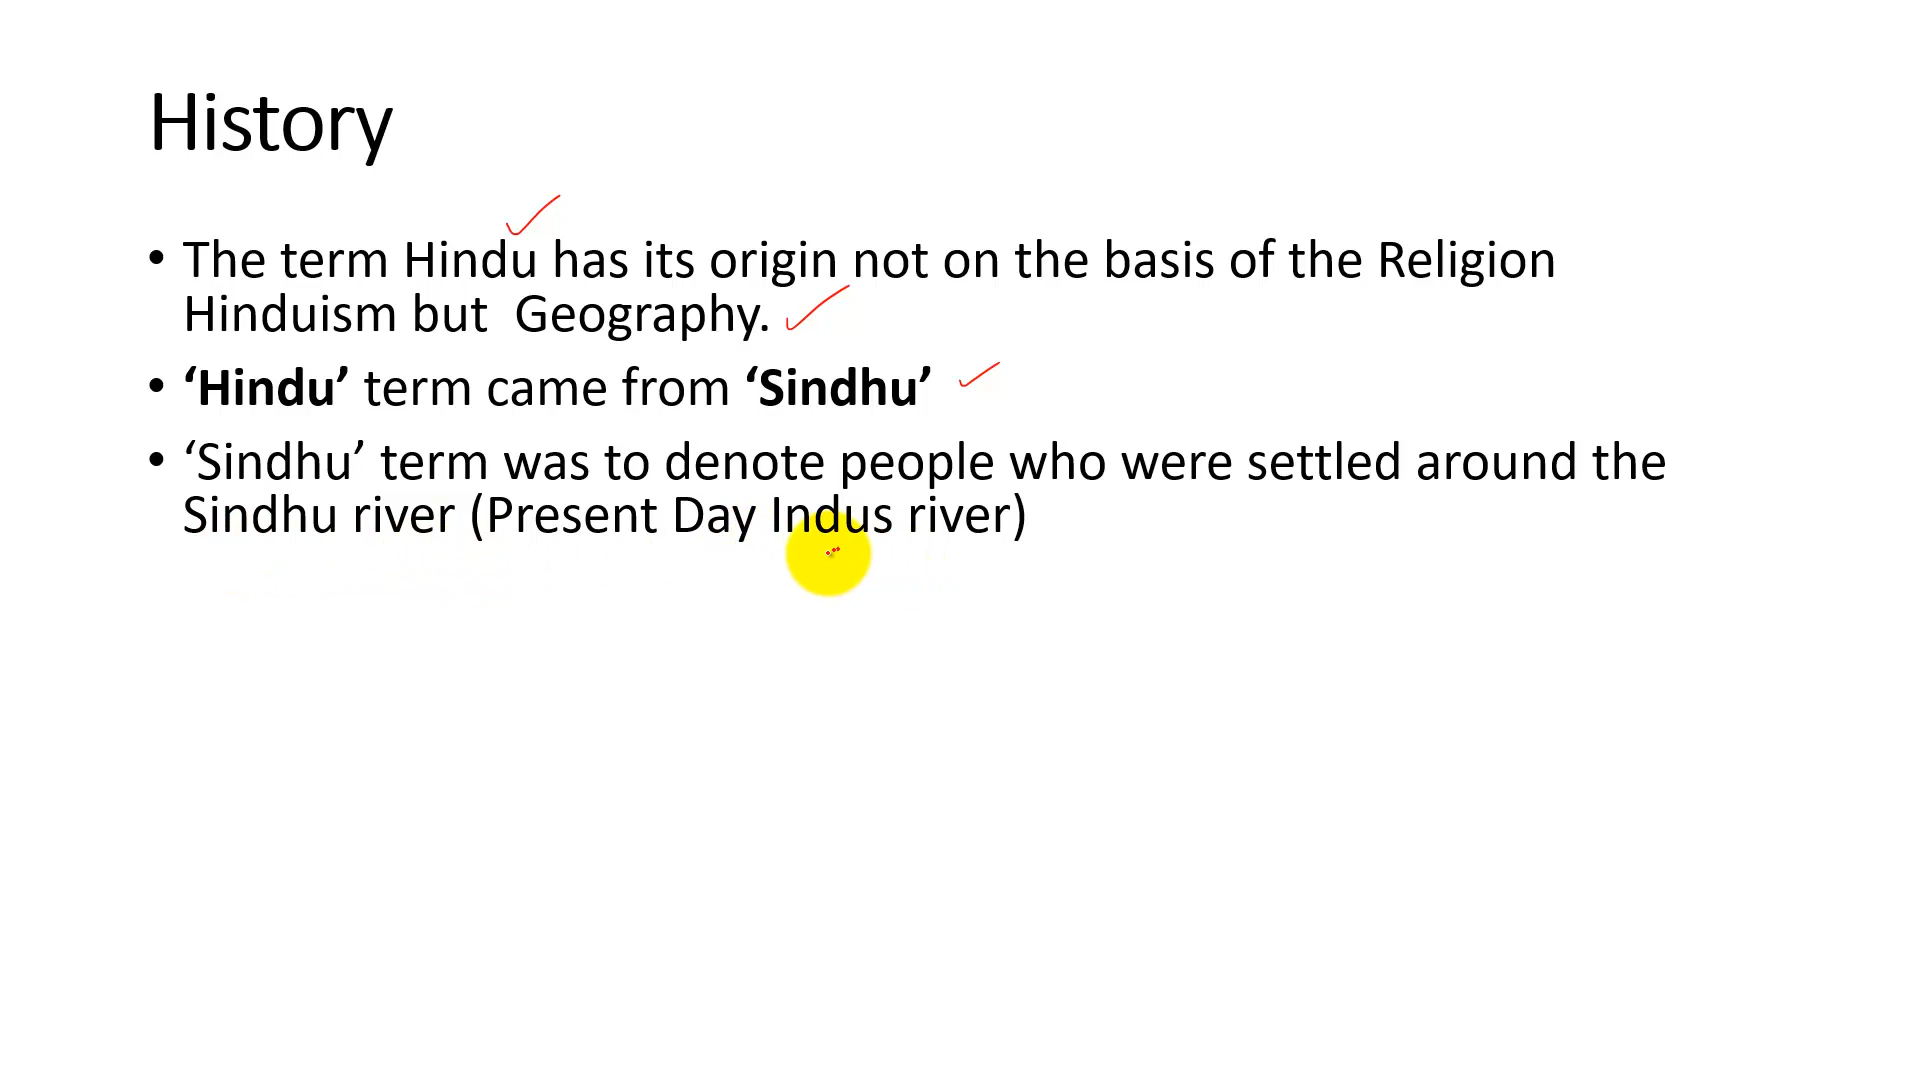 History
• The term Hindu has its origin not on the basis of the Religion
Hinduism but  Geography.
• ‘Hindu’ term came from ‘Sindhu’
• ‘Sindhu’ term was to denote people who were settled around the
Sindhu river (Present Day Indus river)